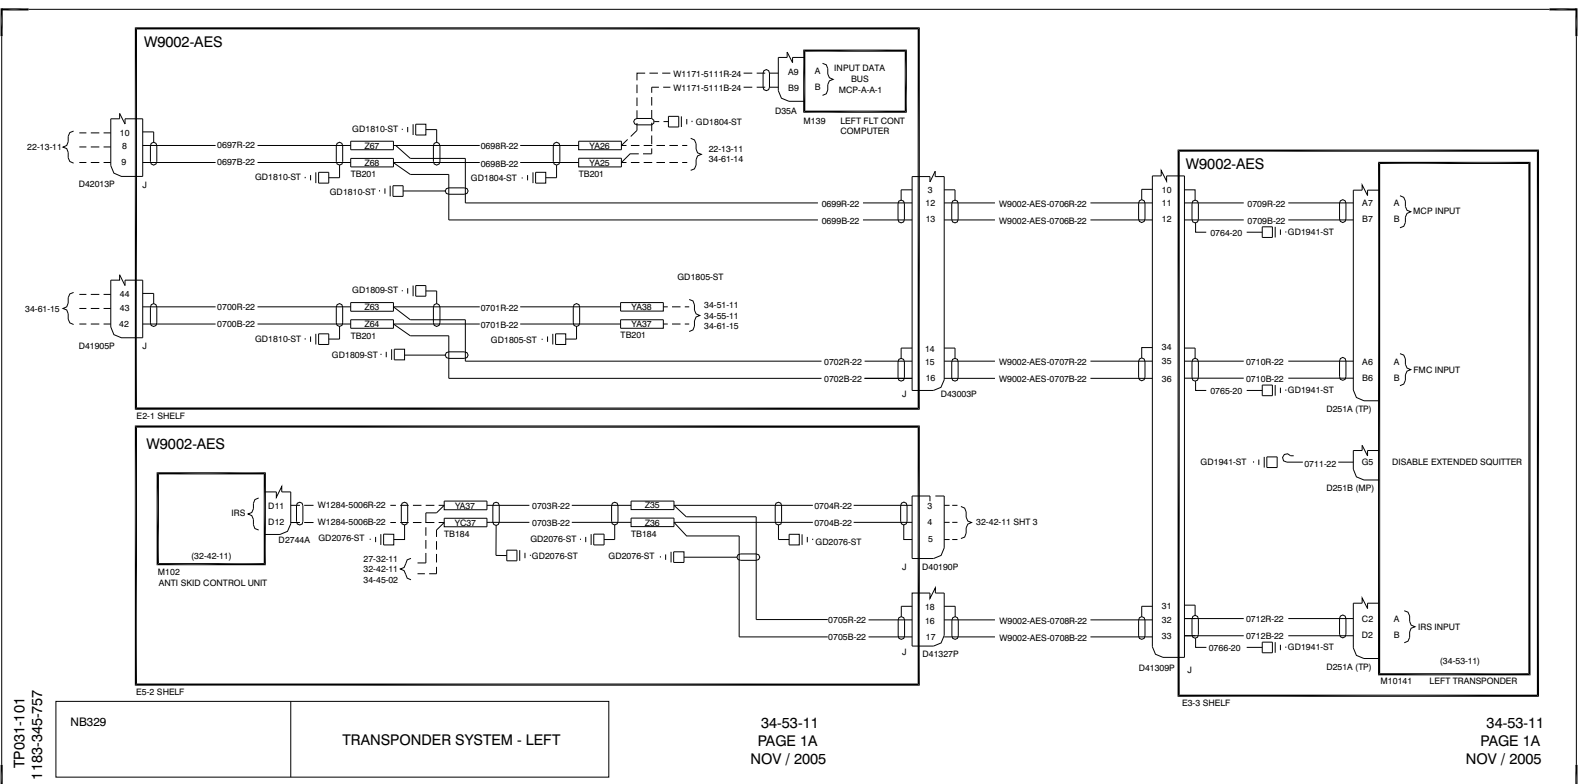 W9002-AES
W1171-5111R-24
W1171-5111B-24
A9
B9
A
B
INPUT DATA
BUS
MCP-A-A-1
D35A
M139
LEFT FLT CONT
COMPUTER
GD1804-ST
22-13-11
10
8
9
D42013P
J
0697R-22
0697B-22
GD1810-ST
GD1810-ST
GD1810-ST
Z67
Z68
TB201
0698R-22
0698B-22
GD1804-ST
YA26
YA25
TB201
22-13-11
34-61-14
0699R-22
0699B-22
3
12
13
W9002-AES-0706R-22
W9002-AES-0706B-22
34-61-15
44
43
42
D41905P
J
0700R-22
0700B-22
GD1809-ST
GD1810-ST
GD1809-ST
Z63
Z64
TB201
0701R-22
0701B-22
GD1805-ST
GD1805-ST
YA38
YA37
TB201
34-51-11
34-55-11
34-61-15
0702R-22
0702B-22
14
15
16
J
D43003P
W9002-AES-0707R-22
W9002-AES-0707B-22
E2-1 SHELF
W9002-AES
10
11
12
0709R-22
0709B-22
0764-20
GD1941-ST
A7
B7
A
B
MCP INPUT
34
35
36
0710R-22
0710B-22
0765-20
GD1941-ST
A6
B6
A
B
FMC INPUT
D251A (TP)
GD1941-ST
0711-22
G5
DISABLE EXTENDED SQUITTER
D251B (MP)
31
32
33
0712R-22
0712B-22
0766-20
GD1941-ST
C2
D2
A
B
IRS INPUT
D251A (TP)
(34-53-11)
M10141
LEFT TRANSPONDER
D41309P
J
E3-3 SHELF
W9002-AES
IRS
D11
D12
D2744A
(32-42-11)
M102
ANTI SKID CONTROL UNIT
W1284-5006R-22
W1284-5006B-22
GD2076-ST
27-32-11
32-42-11
34-45-02
YA37
YC37
TB184
0703R-22
0703B-22
GD2076-ST
GD2076-ST
GD2076-ST
Z35
Z36
TB184
0704R-22
0704B-22
GD2076-ST
3
4
5
32-42-11 SHT 3
J
D40190P
0705R-22
0705B-22
18
16
17
J
D41327P
W9002-AES-0708R-22
W9002-AES-0708B-22
E5-2 SHELF
TP031-101
1183-345-757
NB329
TRANSPONDER SYSTEM - LEFT
34-53-11
PAGE 1A
NOV / 2005
34-53-11
PAGE 1A
NOV / 2005